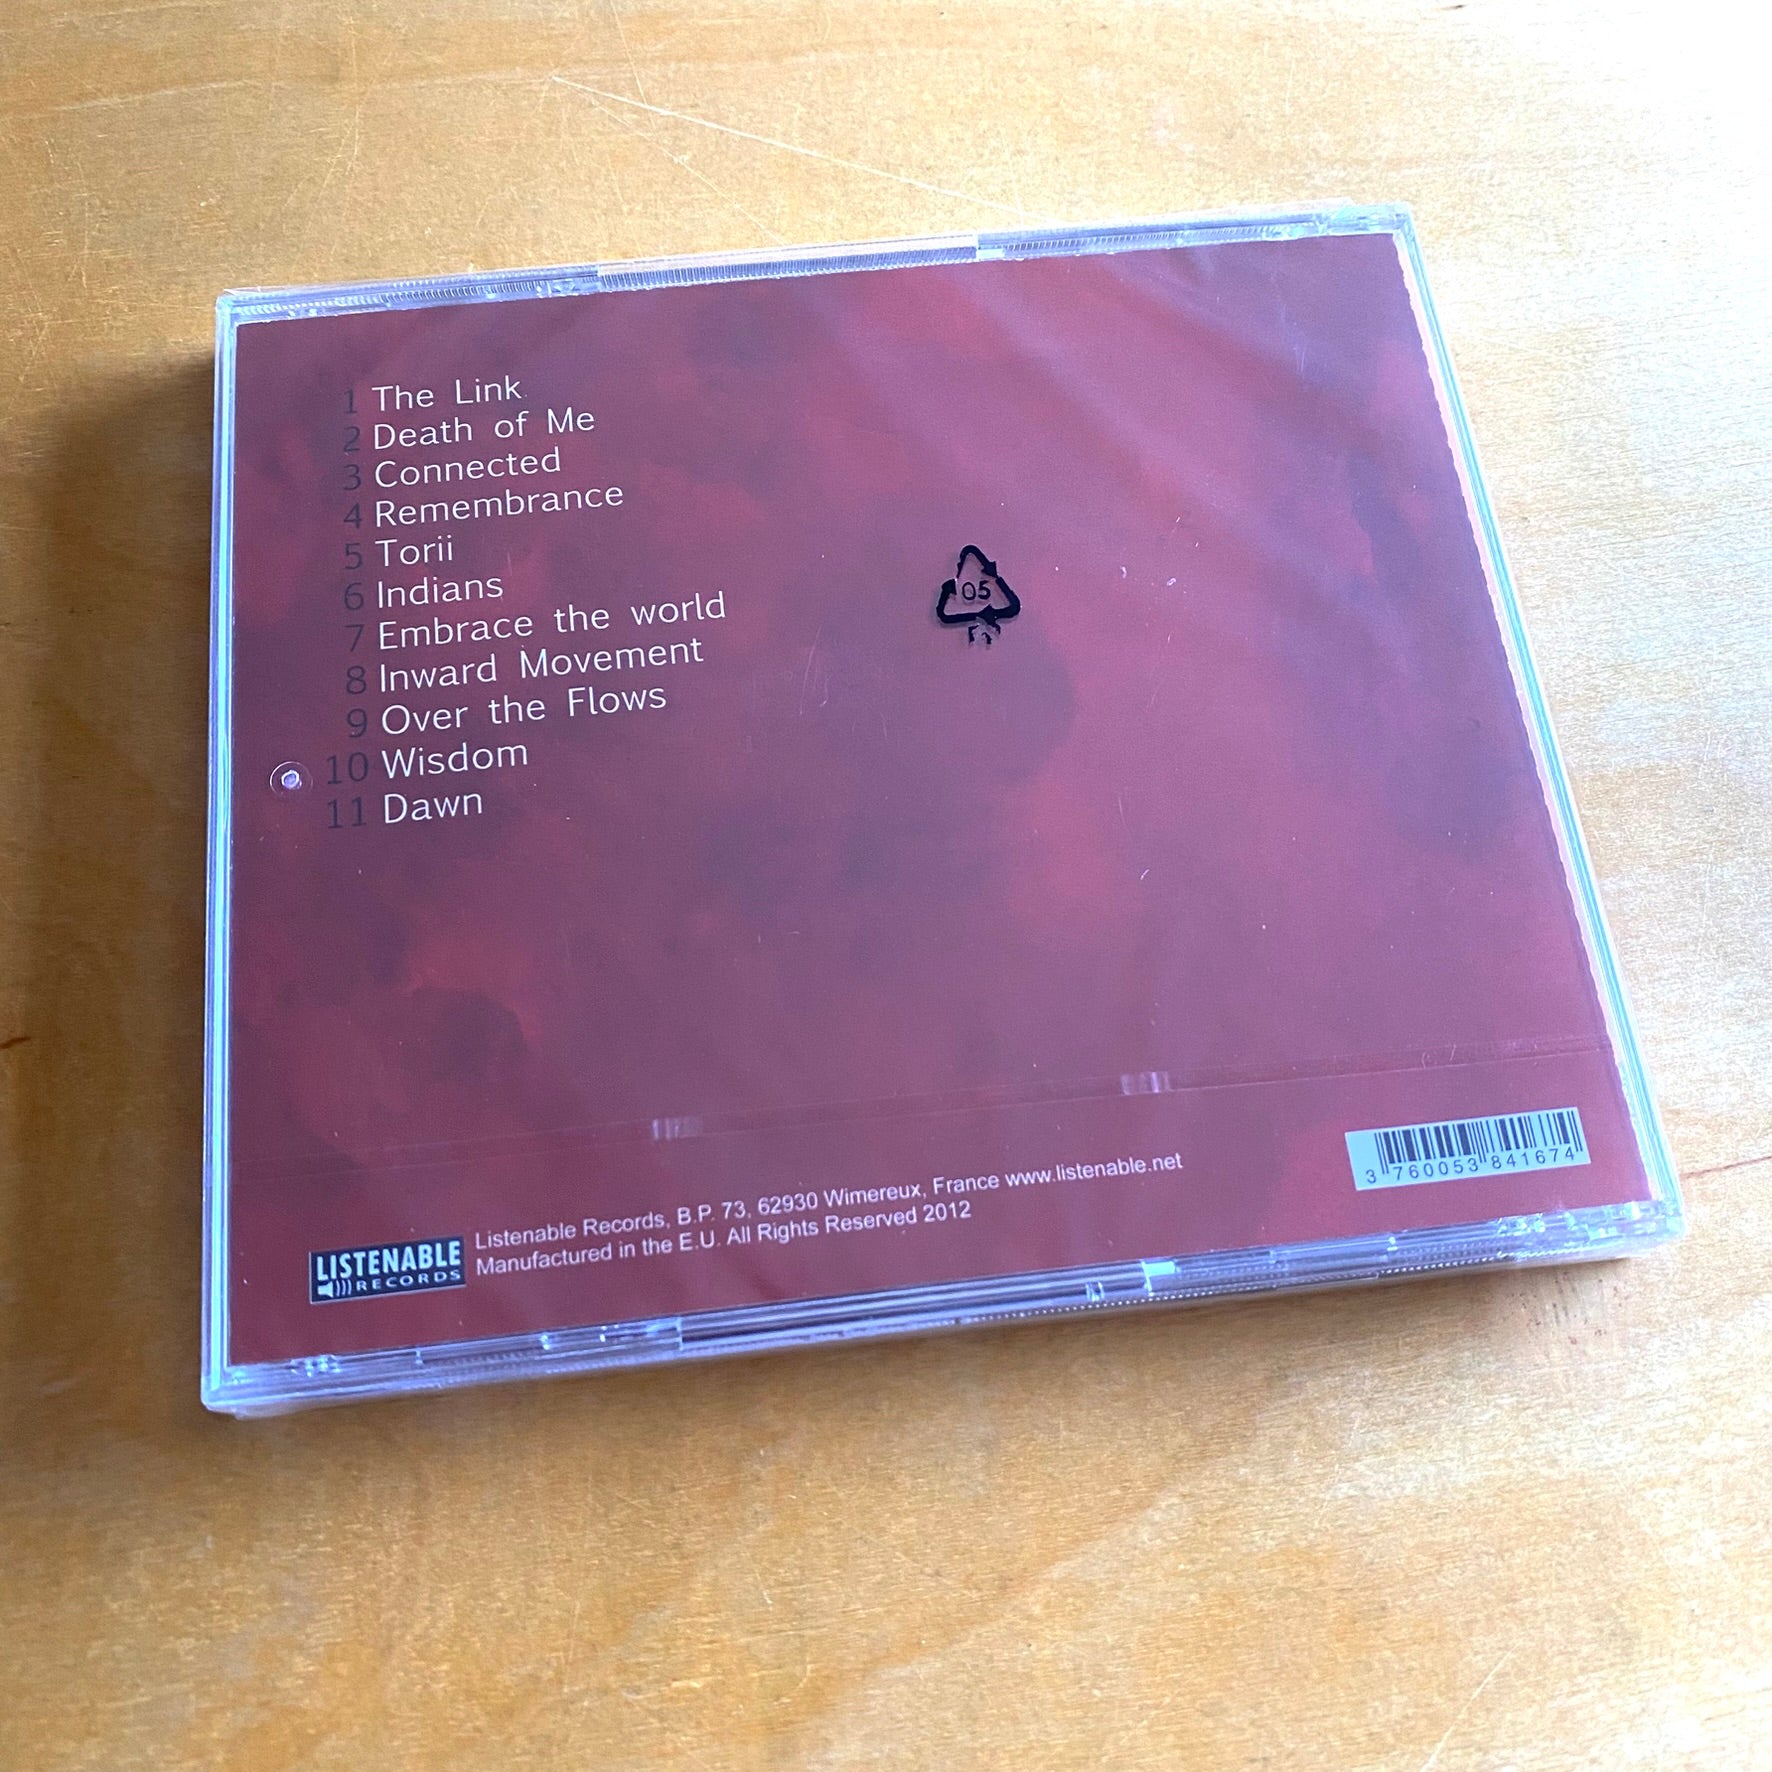 1 The Link
2 Death of Me
3 Connected
4 Remembrance
5 Torii
6 Indians
7 Embrace the world
8 Inward Movement
9 Over the Flows
10 Wisdom
11 Dawn
05
LISTENABLE
RECORDS
Listenable Records, B.P. 73, 62930 Wimereux, France www.listenable.net
Manufactured in the E.U. All Rights Reserved 2012
3 760053 841674